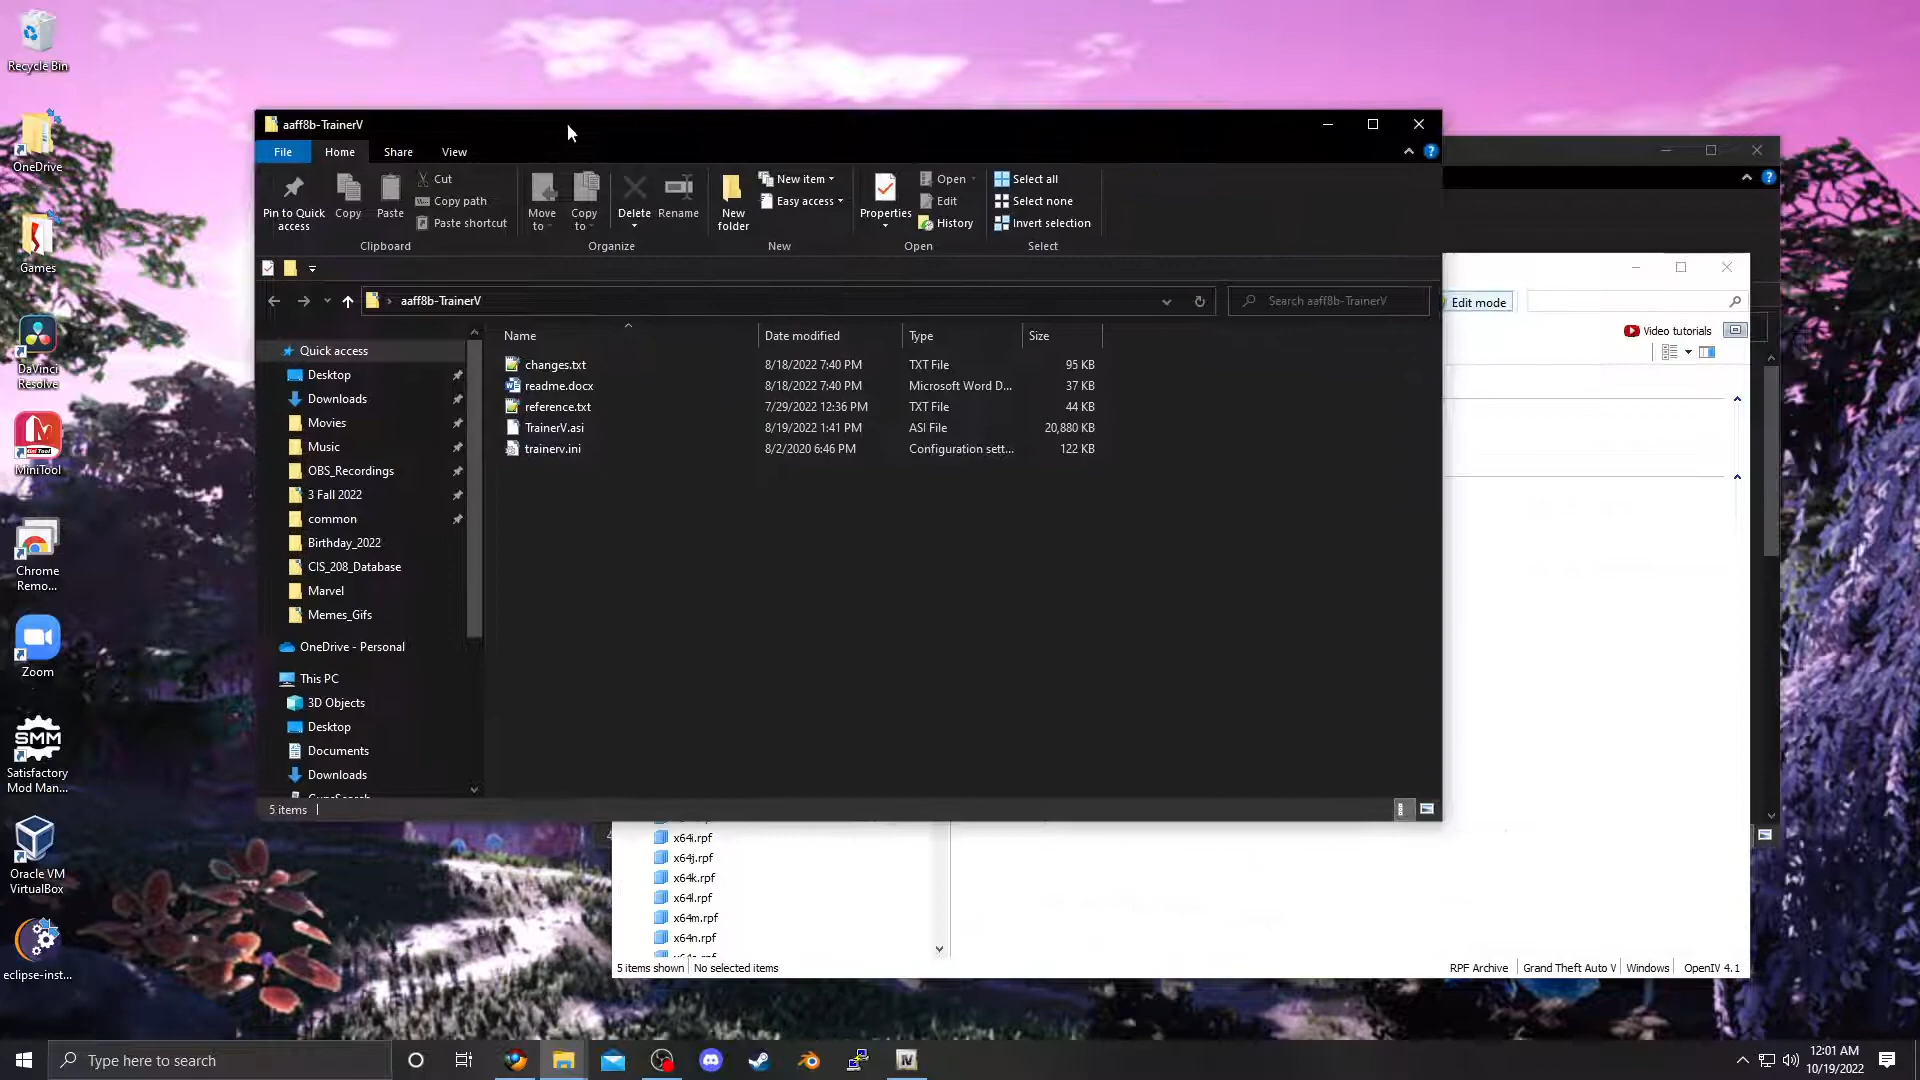 Recycle Bin
OneDrive
Games
DaVinci
Resolve
MiniTool
Chrome
Remo...
Zoom
Satisfactory
Mod Man...
Oracle VM
VirtualBox
eclipse-inst...
aaff8b-TrainerV
File Home Share View
Pin to Quick
access
Copy
Paste
Cut
Copy path
Paste shortcut
Clipboard
Move
to
Copy
to
Delete
Rename
Organize
New
folder
New item
Easy access
New
Properties
Open
Edit
History
Open
Select all
Select none
Invert selection
Select
aaff8b-TrainerV
Search aaff8b-TrainerV
Quick access
Desktop
Downloads
Movies
Music
OBS_Recordings
3 Fall 2022
common
Birthday_2022
CIS_208_Database
Marvel
Memes_Gifs
OneDrive - Personal
This PC
3D Objects
Desktop
Documents
Downloads
Name Date modified Type Size
changes.txt 8/18/2022 7:40 PM TXT File 95 KB
readme.docx 8/18/2022 7:40 PM Microsoft Word D... 37 KB
reference.txt 7/29/2022 12:36 PM TXT File 44 KB
TrainerV.asi 8/19/2022 1:41 PM ASI File 20,880 KB
trainerv.ini 8/2/2020 6:46 PM Configuration sett... 122 KB
5 items
Edit mode
Video tutorials
x64i.rpf
x64j.rpf
x64k.rpf
x64l.rpf
x64m.rpf
x64n.rpf
5 items shown No selected items
RPF Archive Grand Theft Auto V Windows OpenIV 4.1
Type here to search
IV
12:01 AM
10/19/2022